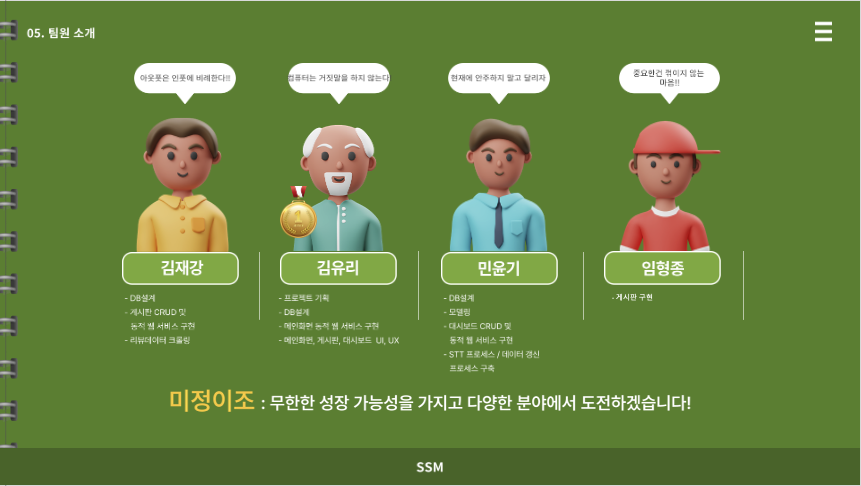 05. 팀원 소개
아웃풋은 인풋에 비례한다!!
컴퓨터는 거짓말을 하지 않는다
현재에 안주하지 말고 달리자
중요한건 꺾이지 않는
마음!!
1
김재강
김유리
민윤기
임형종
- DB설계
- 게시판 CRUD 및
동적 웹 서비스 구현
- 리뷰데이터 크롤링
- 프로젝트 기획
- DB설계
- 메인화면 동적 웹 서비스 구현
- 메인화면, 게시판, 대시보드 UI, UX
- DB설계
- 모델링
- 대시보드 CRUD 및
동적 웹 서비스 구현
- STT 프로세스 / 데이터 갱신
프로세스 구축
- 게시판 구현
미정이조 : 무한한 성장 가능성을 가지고 다양한 분야에서 도전하겠습니다!
SSM